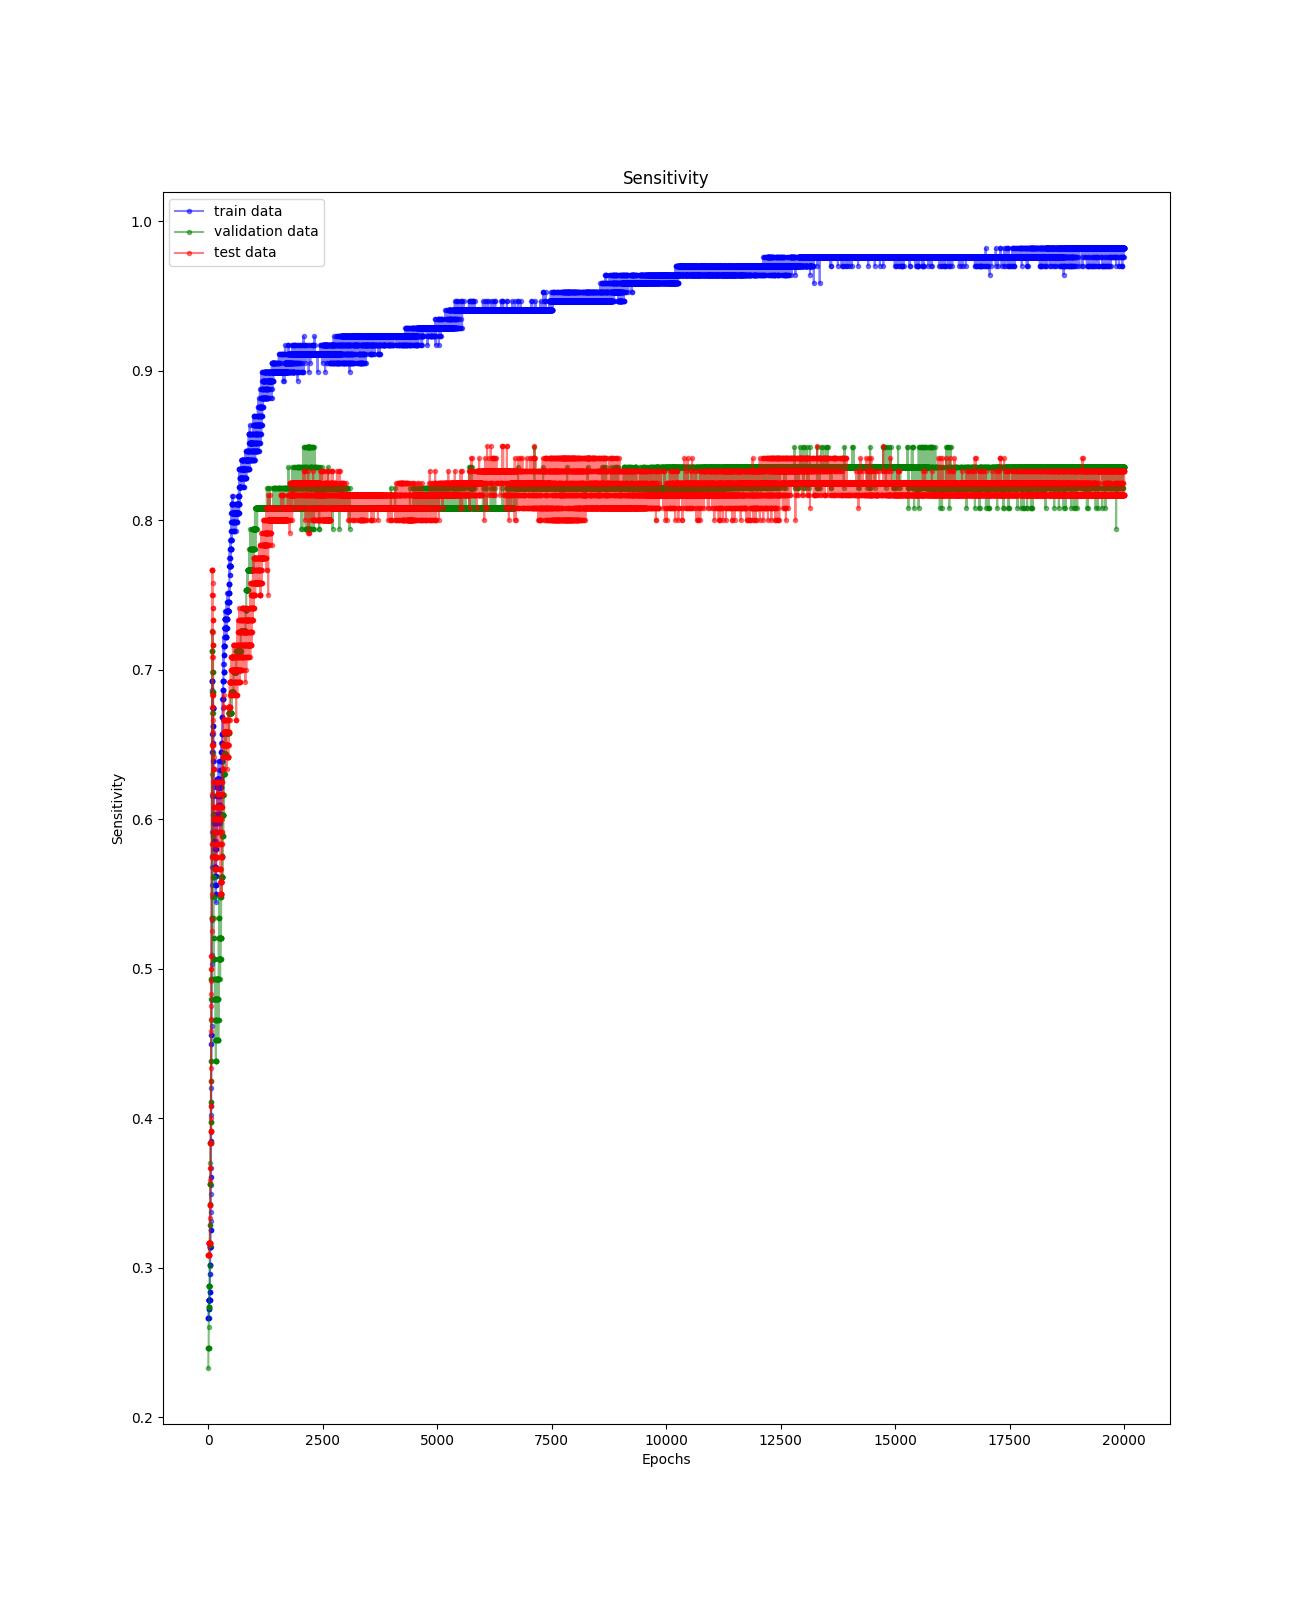 Sensitivity
train data
validation data
test data
1.0
0.9
0.8
0.7
0.6
0.5
0.4
0.3
0.2
Sensitivity
0 2500 5000 7500 10000 12500 15000 17500 20000
Epochs